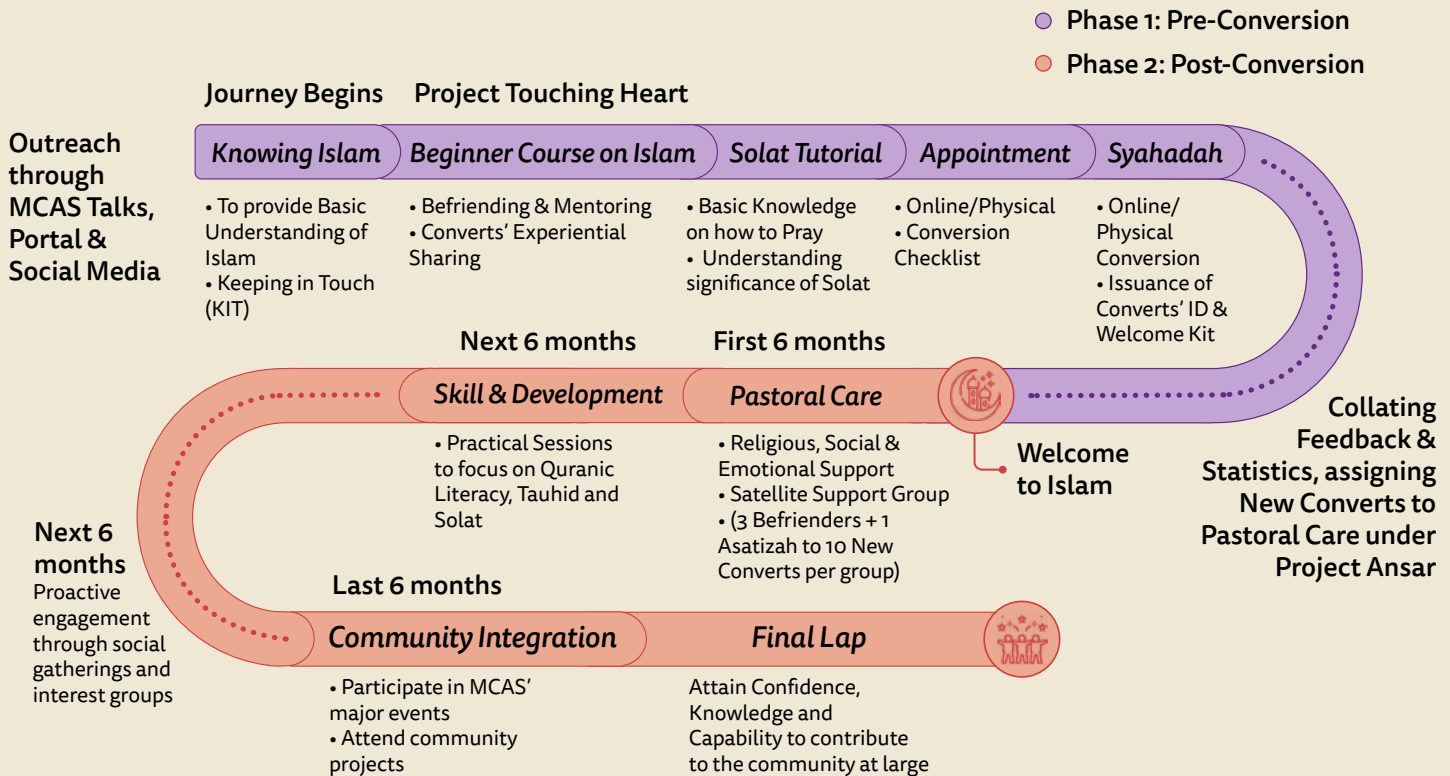 Phase 1: Pre-Conversion
Phase 2: Post-Conversion
Journey Begins
Project Touching Heart
Outreach
through
MCAS Talks,
Portal &
Social Media
Knowing Islam
Beginner Course on Islam
Solat Tutorial
Appointment
Syahadah
• To provide Basic
Understanding of
Islam
• Keeping in Touch
(KIT)
• Befriending & Mentoring
• Converts’ Experiential
Sharing
• Basic Knowledge
on how to Pray
• Understanding
significance of Solat
• Online/Physical
• Conversion
Checklist
• Online/
Physical
Conversion
• Issuance of
Converts’ ID &
Welcome Kit
Collating
Feedback &
Statistics, assigning
New Converts to
Pastoral Care under
Project Ansar
Welcome
to Islam
First 6 months
Pastoral Care
• Religious, Social &
Emotional Support
• Satellite Support Group
• (3 Befrienders + 1
Asatizah to 10 New
Converts per group)
Next 6 months
Skill & Development
• Practical Sessions
to focus on Quranic
Literacy, Tauhid and
Solat
Next 6
months
Proactive
engagement
through social
gatherings and
interest groups
Last 6 months
Community Integration
• Participate in MCAS’
major events
• Attend community
projects
Final Lap
Attain Confidence,
Knowledge and
Capability to contribute
to the community at large